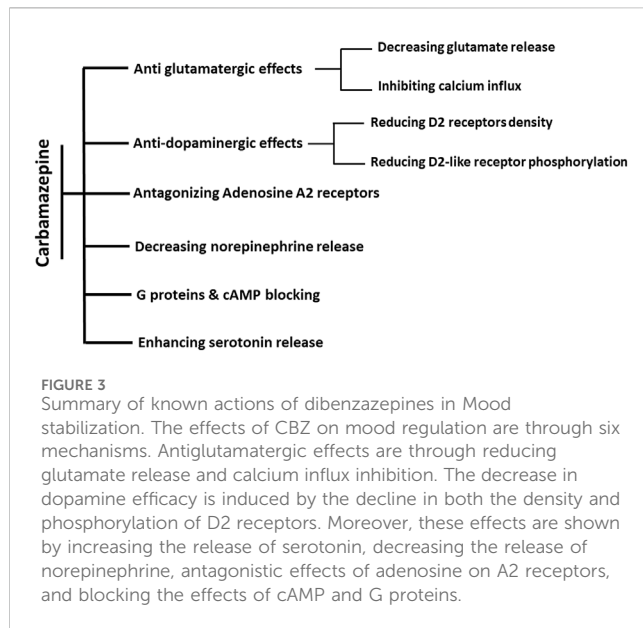 Carbamazepine
Anti glutamatergic effects
Decreasing glutamate release
Inhibiting calcium influx
Anti-dopaminergic effects
Reducing D2 receptors density
Reducing D2-like receptor phosphorylation
Antagonizing Adenosine A2 receptors
Decreasing norepinephrine release
G proteins & cAMP blocking
Enhancing serotonin release
FIGURE 3
Summary of known actions of dibenzazepines in Mood
stabilization. The effects of CBZ on mood regulation are through six
mechanisms. Antiglutamatergic effects are through reducing
glutamate release and calcium influx inhibition. The decrease in
dopamine efficacy is induced by the decline in both the density and
phosphorylation of D2 receptors. Moreover, these effects are shown
by increasing the release of serotonin, decreasing the release of
norepinephrine, antagonistic effects of adenosine on A2 receptors,
and blocking the effects of cAMP and G proteins.